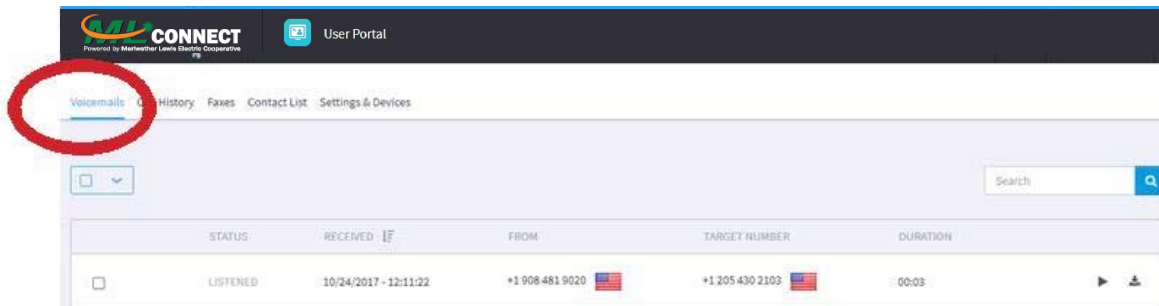 ML CONNECT
Powered by Meriwether Lewis Electric Cooperative
User Portal
Voicemails History Faxes Contact List Settings & Devices
Search
STATUS RECEIVED FROM TARGET NUMBER DURATION
LISTENED 10/24/2017 - 12:11:22 +1 908 481 9020 +1 205 430 2103 00:03